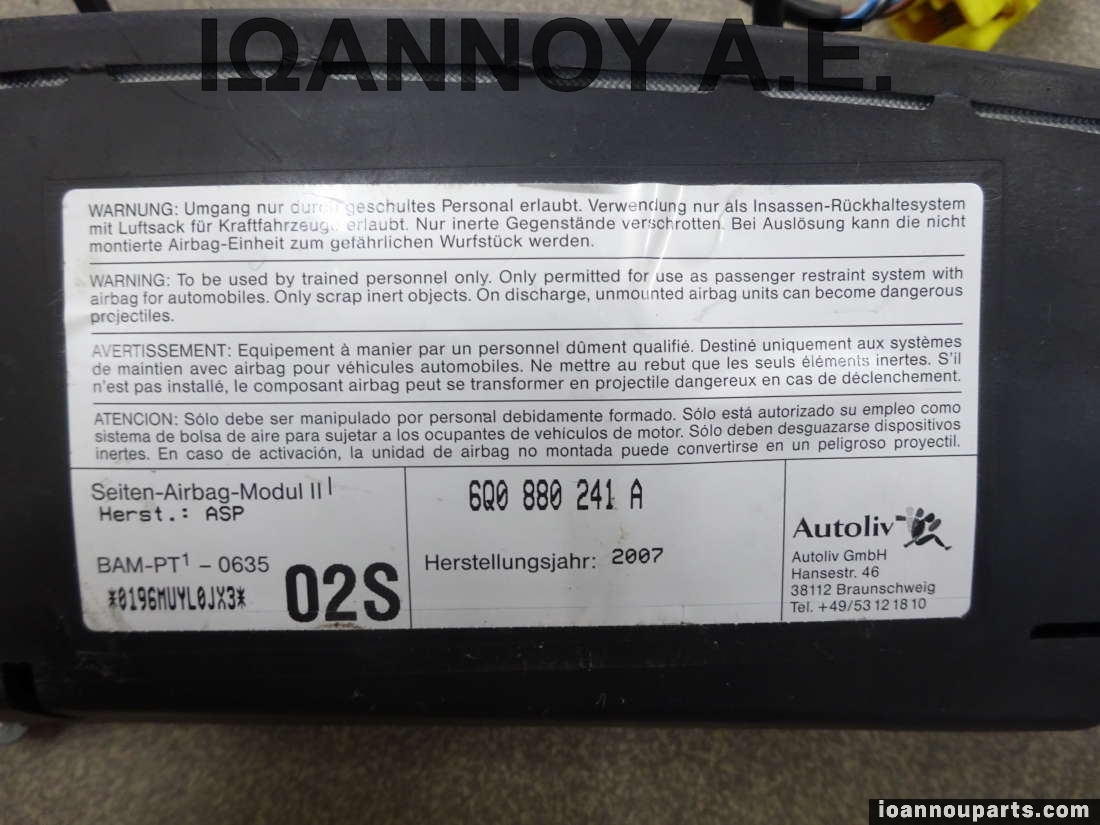 ΙΩΑΝΝΟΥ Α.Ε.
WARNUNG: Umgang nur durch geschultes Personal erlaubt. Verwendung nur als Insassen-Rückhaltesystem
mit Luftsack für Kraftfahrzeuge erlaubt. Nur inerte Gegenstände verschrotten. Bei Auslösung kann die nicht
montierte Airbag-Einheit zum gefährlichen Wurfstück werden.
WARNING: To be used by trained personnel only. Only permitted for use as passenger restraint system with
airbag for automobiles. Only scrap inert objects. On discharge, unmounted airbag units can become dangerous
projectiles.
AVERTISSEMENT: Equipement à manier par un personnel dûment qualifié. Destiné uniquement aux systèmes
de maintien avec airbag pour véhicules automobiles. Ne mettre au rebut que les seuls éléments inertes. S'il
n'est pas installé, le composant airbag peut se transformer en projectile dangereux en cas de déclenchement.
ATENCION: Sólo debe ser manipulado por personal debidamente formado. Sólo está autorizado su empleo como
sistema de bolsa de aire para sujetar a los ocupantes de vehículos de motor. Sólo deben desguazarse dispositivos
inertes. En caso de activación, la unidad de airbag no montada puede convertirse en un peligroso proyectil.
Seiten-Airbag-Modul II
Herst.: ASP
BAM-PT1 - 0635
*0196MUYL0JX3*
02S
6Q0 880 241 A
Herstellungsjahr: 2007
Autoliv
Autoliv GmbH
Hansestr. 46
38112 Braunschweig
Tel. +49/53 12 18 10
ioannouparts.com